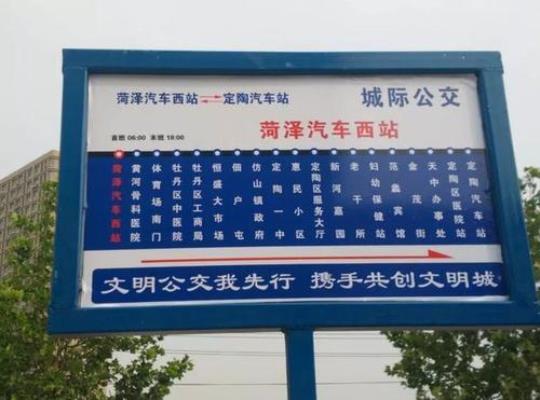 菏泽汽车西站⇌定陶汽车站
城际公交
菏泽汽车西站
首班 06:00 末班 18:00
菏泽汽车西站
黄河骨科医院
体育场南门
牡丹区中医院
牡丹区工商局
恒盛大市场
佃户屯
仿山镇政府
定陶一中
惠民小区
定陶区服务大厅
新河嘉园
老干所
妇幼保健站
范蠡宾馆
金茂街
天中办事处
定陶区医院站
定陶汽车站
文明公交我先行 携手共创文明城